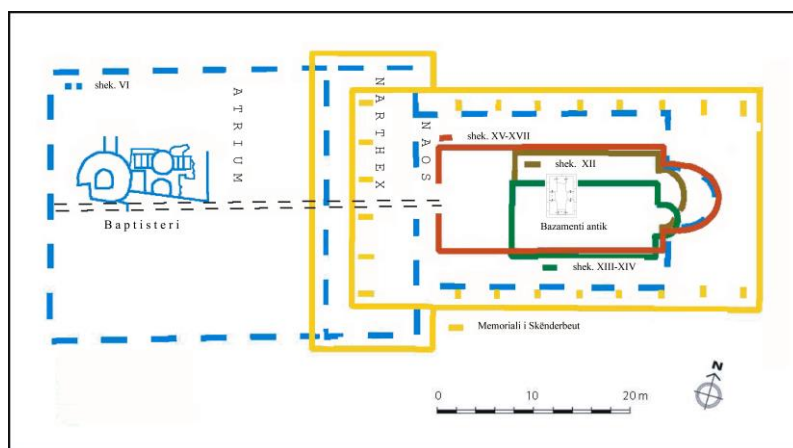 shek. VI
ATRIUM
NARTHEX
NAOS
shek. XV-XVII
shek. XII
Baptisteri
Bazamenti antik
shek. XIII-XIV
Memoriali i Skënderbeut
N
0 10 20 m